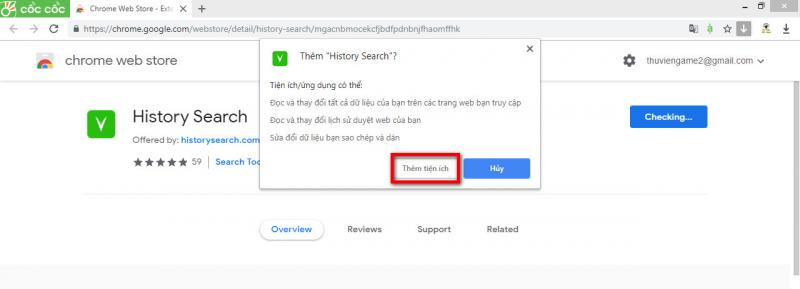 cốc cốc
Chrome Web Store - Exte
https://chrome.google.com/webstore/detail/history-search/mgacnbmocekcfjbdfpdnbnjfhaomffhk
chrome web store
thuviengame2@gmail.com
Thêm "History Search"?
Tiện ích/ứng dụng có thể:
Đọc và thay đổi tất cả dữ liệu của bạn trên các trang web bạn truy cập
Đọc và thay đổi lịch sử duyệt web của bạn
Sửa đổi dữ liệu bạn sao chép và dán
Thêm tiện ích
Hủy
History Search
Checking...
Offered by: historysearch.com
59
Search Too
Overview
Reviews
Support
Related